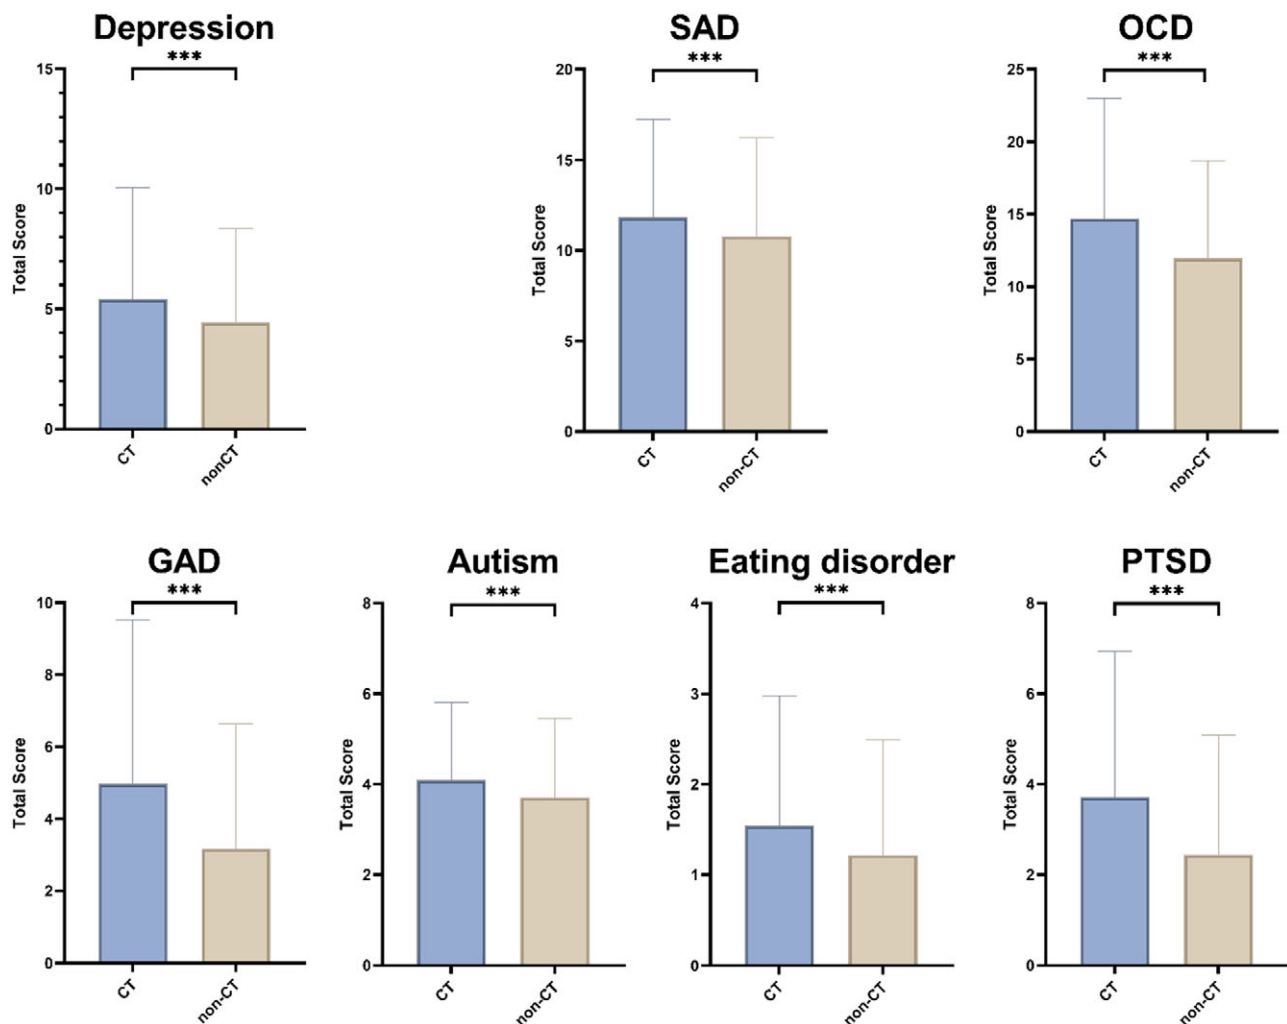 Depression
***
15
10
5
0
Total Score
CT
nonCT
SAD
***
20
15
10
5
0
Total Score
CT
non-CT
OCD
***
25
20
15
10
5
0
Total Score
CT
non-CT
GAD
***
10
8
6
4
2
0
Total Score
CT
non-CT
Autism
***
8
6
4
2
0
Total Score
CT
non-CT
Eating disorder
***
4
3
2
1
0
Total Score
CT
non-CT
PTSD
***
8
6
4
2
0
Total Score
CT
non-CT